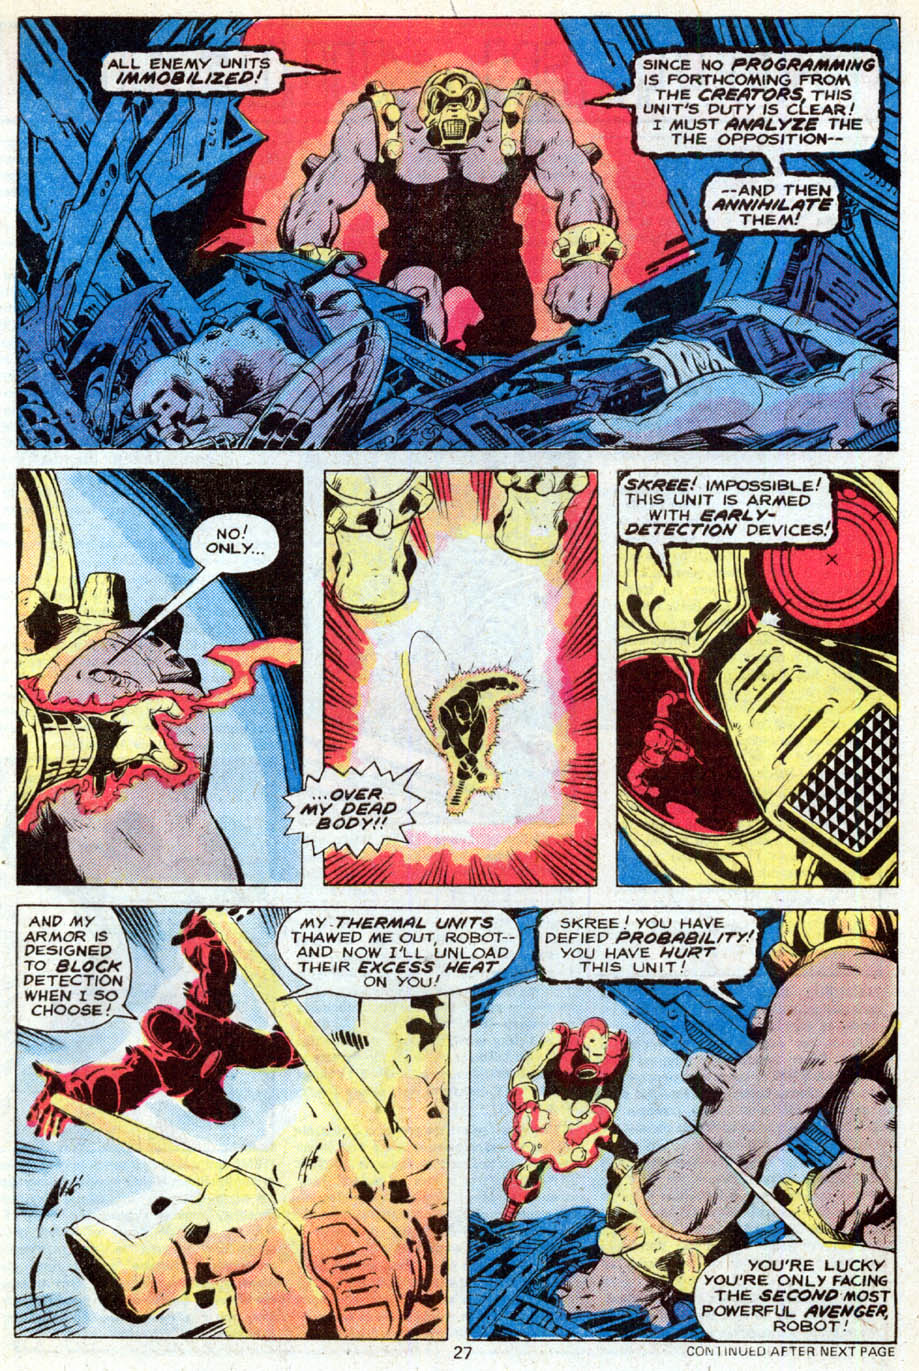 ALL ENEMY UNITS
IMMOBILIZED!
SINCE NO PROGRAMMING
IS FORTHCOMING FROM
THE CREATORS, THIS
UNIT'S DUTY IS CLEAR!
I MUST ANALYZE THE
THE OPPOSITION--
--AND THEN
ANNIHILATE
THEM!
NO!
ONLY...
...OVER
MY DEAD
BODY!!
SKREE! IMPOSSIBLE!
THIS UNIT IS ARMED
WITH EARLY-
DETECTION DEVICES!
AND MY
ARMOR IS
DESIGNED
TO BLOCK
DETECTION
WHEN I SO
CHOOSE!
MY THERMAL UNITS
THAWED ME OUT, ROBOT--
AND NOW I'LL UNLOAD
THEIR EXCESS HEAT
ON YOU!
SKREE! YOU HAVE
DEFIED PROBABILITY!
YOU HAVE HURT
THIS UNIT!
YOU'RE LUCKY
YOU'RE ONLY FACING
THE SECOND MOST
POWERFUL AVENGER,
ROBOT!
27
CONTINUED AFTER NEXT PAGE